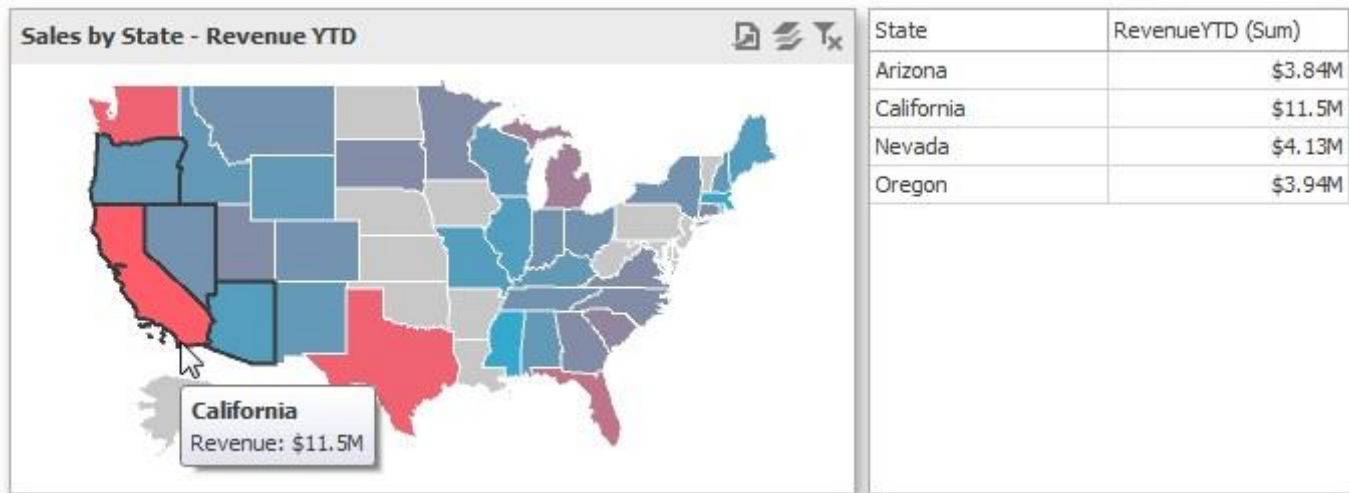 Sales by State - Revenue YTD
California
Revenue: $11.5M
State RevenueYTD (Sum)
Arizona $3.84M
California $11.5M
Nevada $4.13M
Oregon $3.94M